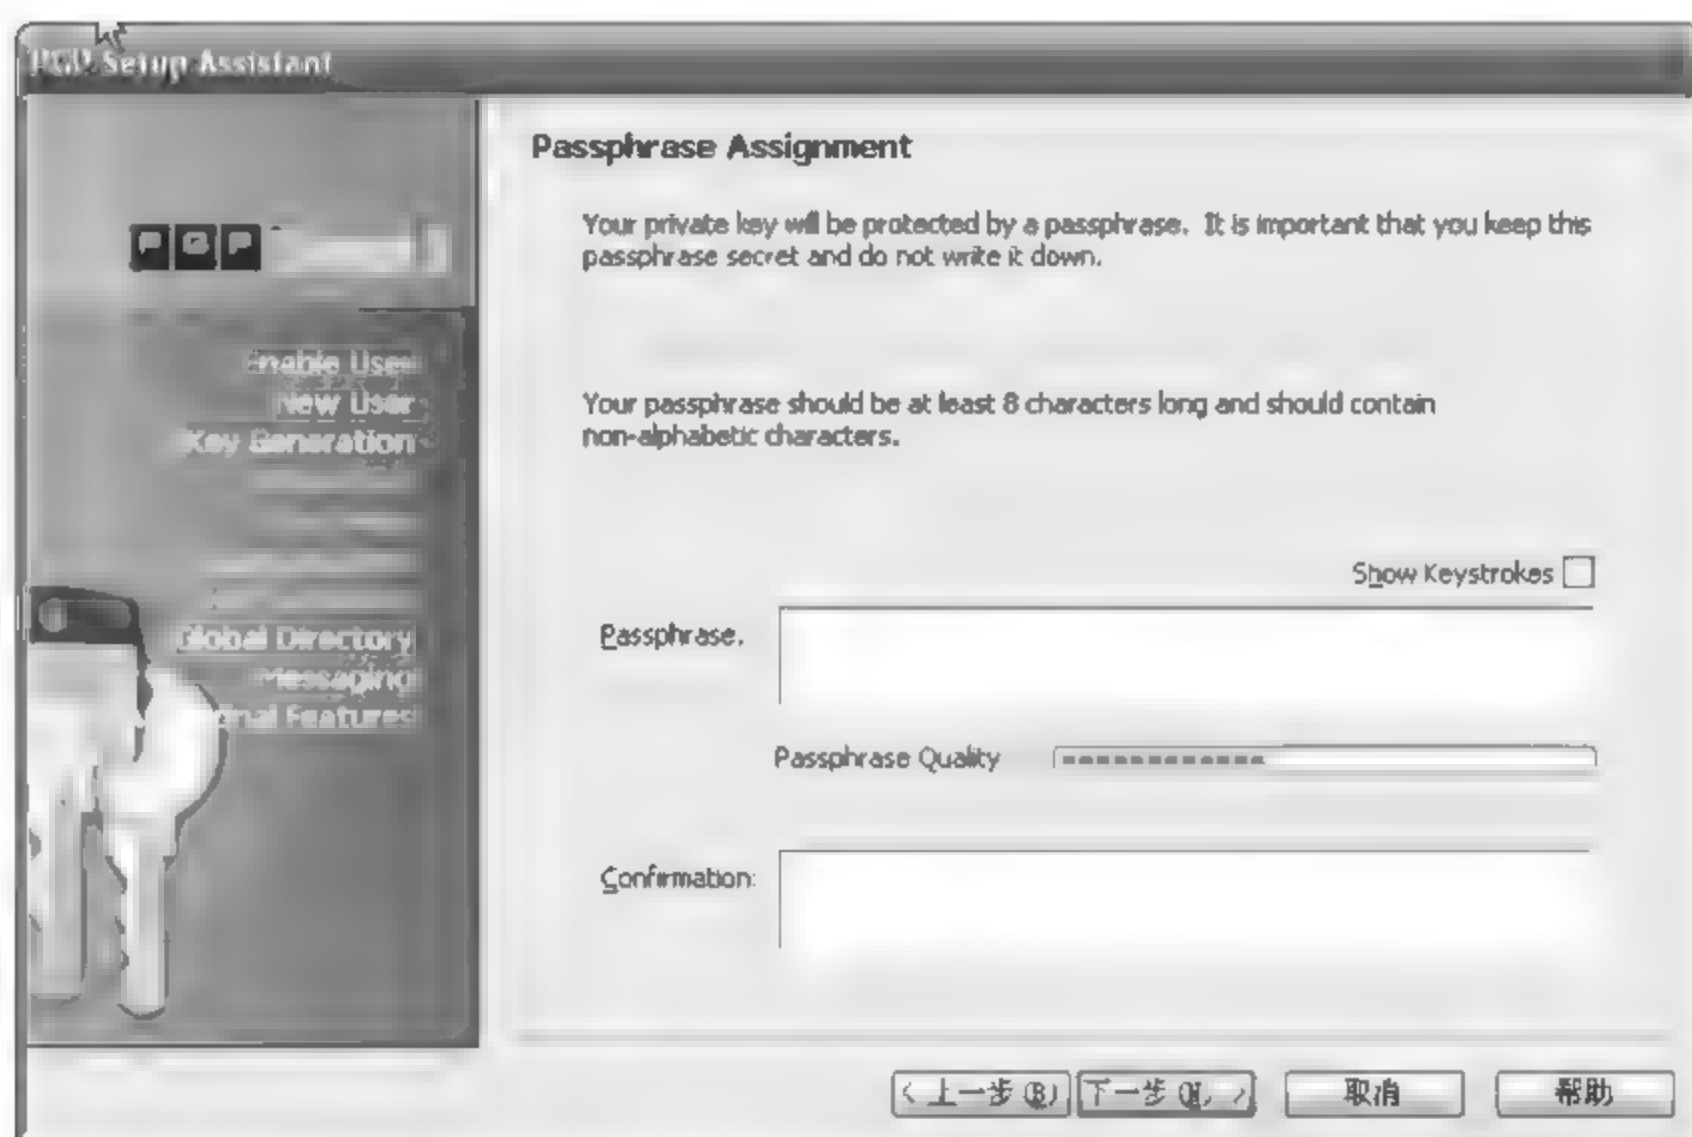 PGP Setup Assistant
Passphrase Assignment
Your private key will be protected by a passphrase. It is important that you keep this
passphrase secret and do not write it down.
PGP
Enable User
New User
Key Generation
Your passphrase should be at least 8 characters long and should contain
non-alphabetic characters.
Show Keystrokes
Global Directory
Passphrase:
Messaging
Features
Passphrase Quality
Confirmation:
< 上一步(B)
下一步(N) >
取消
帮助